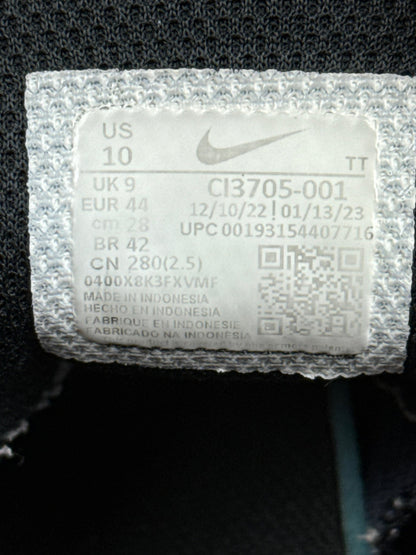 US
10
TT
UK 9
EUR 44
cm 28
BR 42
CN 280(2.5)
CI3705-001
12/10/22 | 01/13/23
UPC 00193154407716
0400X8K3FXVMF
MADE IN INDONESIA
HECHO EN INDONESIA
FABRIQUE EN INDONESIE
FABRICADO NA INDONÉSIA